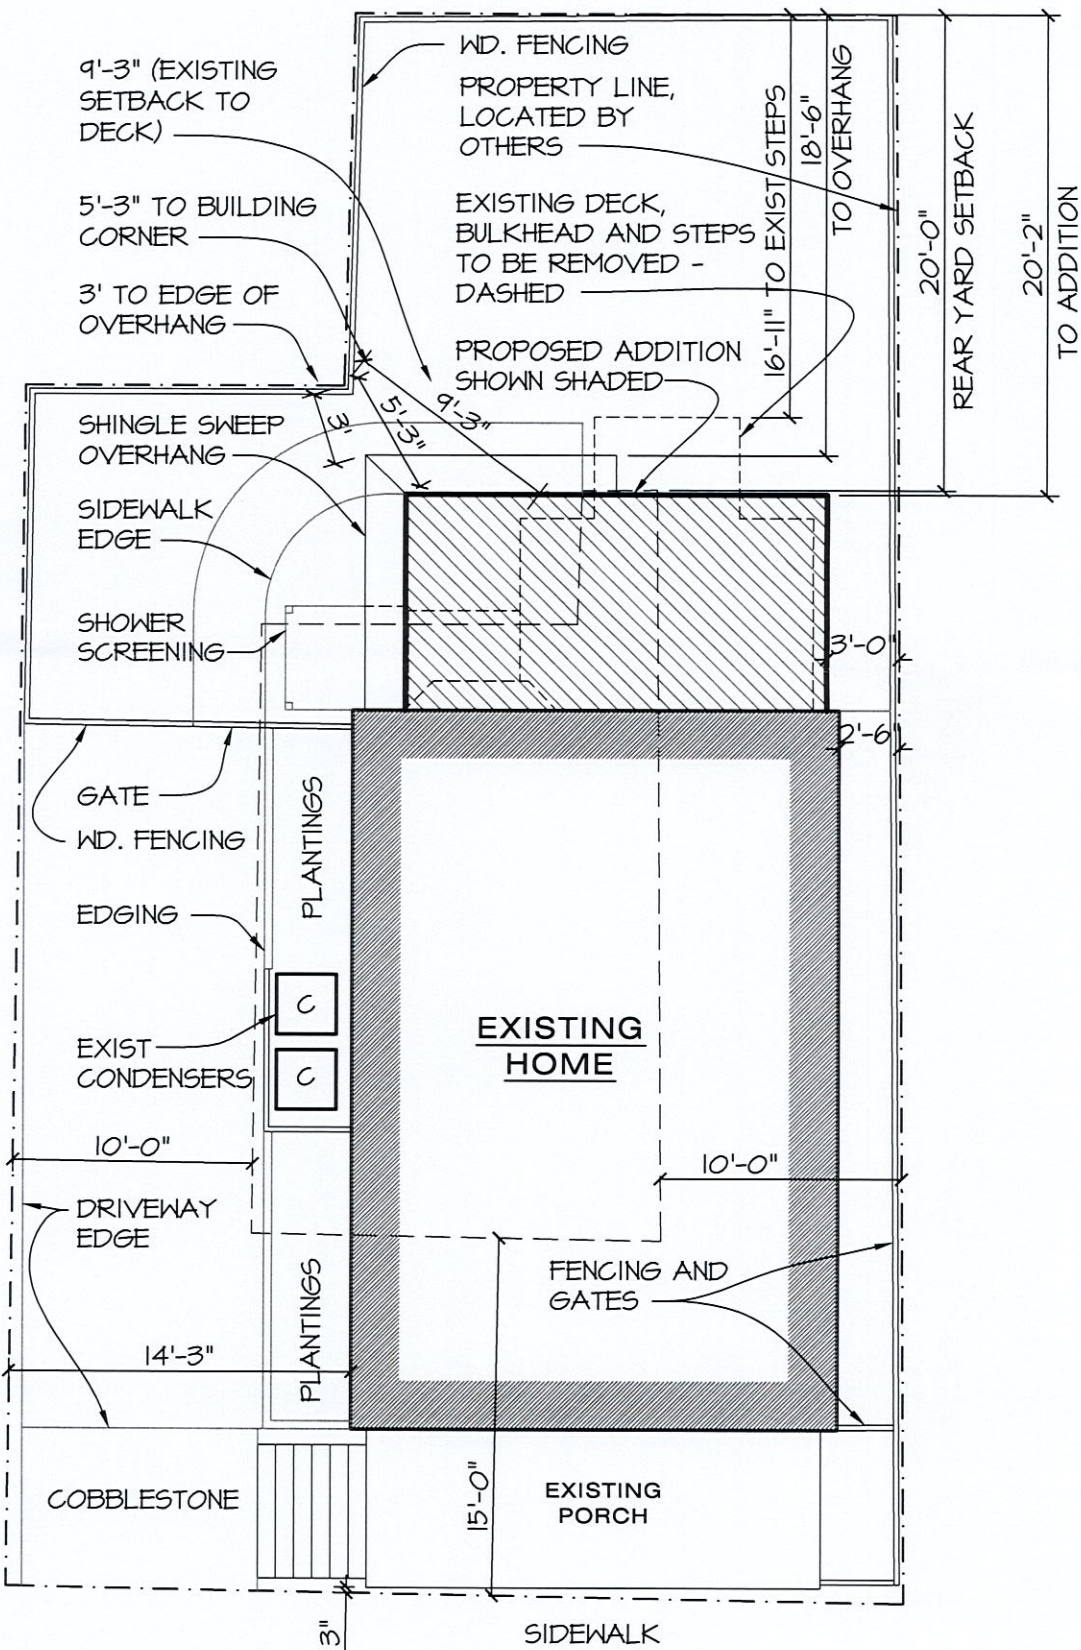 WD. FENCING
9'-3" (EXISTING
SETBACK TO
DECK)
PROPERTY LINE,
LOCATED BY
OTHERS
5'-3" TO BUILDING
CORNER
EXISTING DECK,
BULKHEAD AND STEPS
TO BE REMOVED -
DASHED
3' TO EDGE OF
OVERHANG
PROPOSED ADDITION
SHOWN SHADED
16'-11" TO EXIST STEPS
18'-6"
TO OVERHANG
20'-0"
REAR YARD SETBACK
20'-2"
TO ADDITION
9'-3"
5'-3"
3'
SHINGLE SWEEP
OVERHANG
SIDEWALK
EDGE
SHOWER
SCREENING
3'-0"
2'-6"
GATE
WD. FENCING
PLANTINGS
EDGING
C
C
EXIST
CONDENSERS
EXISTING
HOME
10'-0"
10'-0"
DRIVEWAY
EDGE
FENCING AND
GATES
14'-3"
PLANTINGS
15'-0"
COBBLESTONE
EXISTING
PORCH
3"
SIDEWALK